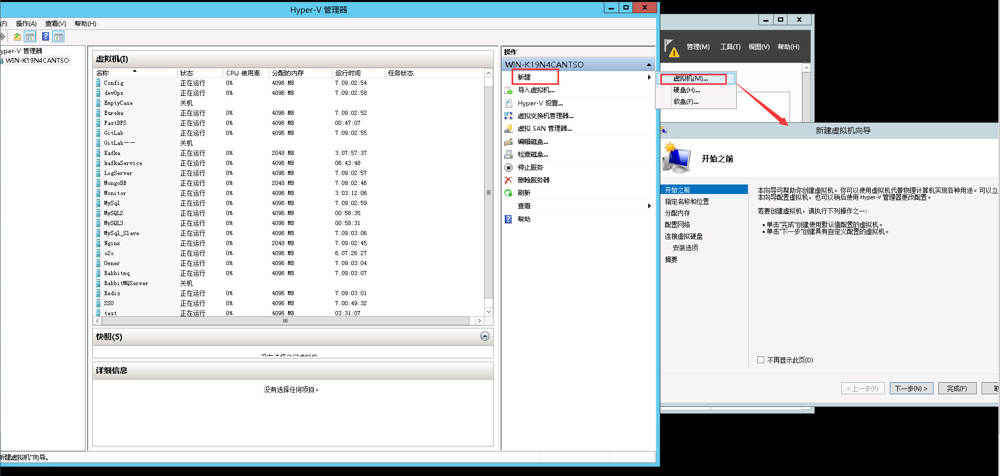 Hyper-V 管理器
(F) 操作(A) 查看(V) 帮助(H)
yper-V 管理器
WIN-K19N4CANTSO
虚拟机(I)
名称 状态 CPU 使用率 分配的内存 运行时间 任务状态
Config 正在运行 0% 4096 MB 7.09:02:54
devOps 正在运行 0% 4096 MB 7.09:02:58
EmptyCase 关机
Eureka 正在运行 0% 4096 MB 7.09:02:52
FastDFS 正在运行 0% 4096 MB 00:47:07
GitLab 正在运行 0% 4096 MB 7.09:02:55
GitLab—— 关机
Kafka 正在运行 0% 2048 MB 3.07:57:37
kafkaService 正在运行 0% 4096 MB 06:43:48
LogServer 正在运行 0% 4096 MB 7.09:02:57
MongoDB 正在运行 0% 2048 MB 7.09:02:46
Monitor 正在运行 0% 4096 MB 3.03:12:06
MySql 正在运行 0% 4096 MB 7.09:02:59
MySQL2 正在运行 0% 4096 MB 00:58:35
MySQL3 正在运行 0% 4096 MB 00:58:31
MySql_Slave 正在运行 0% 4096 MB 7.09:03:06
Nginx 正在运行 0% 2048 MB 7.09:02:45
o2o 正在运行 0% 4096 MB 6.07:26:27
Owner 正在运行 0% 4096 MB 7.09:03:04
Rabbitmq 正在运行 0% 4096 MB 7.09:03:07
RabbitMQServer 关机
Redis 正在运行 0% 4096 MB 7.09:03:01
SSO 正在运行 0% 4096 MB 7.00:49:32
test 正在运行 0% 4096 MB 03:31:07
快照(S)
没有选择任何虚拟机
详细信息
没有选择任何项目。
新建虚拟机"向导。
操作
WIN-K19N4CANTSO
新建
导入虚拟机...
Hyper-V 设置...
虚拟交换机管理器...
虚拟 SAN 管理器...
编辑磁盘...
检查磁盘...
停止服务
删除服务器
刷新
查看
帮助
虚拟机(M)...
硬盘(H)...
软盘(F)...
管理(M) 工具(T) 视图(V) 帮助(H)
新建虚拟机向导
开始之前
开始之前
指定名称和位置
分配内存
配置网络
连接虚拟硬盘
安装选项
摘要
本向导可帮助你创建虚拟机。你可以使用虚拟机代替物理计算机实现各种用途。可以立
本向导配置虚拟机，也可以稍后使用 Hyper-V 管理器更改配置。
若要创建虚拟机，请执行下列操作之一:
• 单击"完成"创建使用默认值配置的虚拟机。
• 单击"下一步"创建具有自定义配置的虚拟机。
不再显示此页(D)
< 上一步(P) 下一步(N) > 完成(F) 取